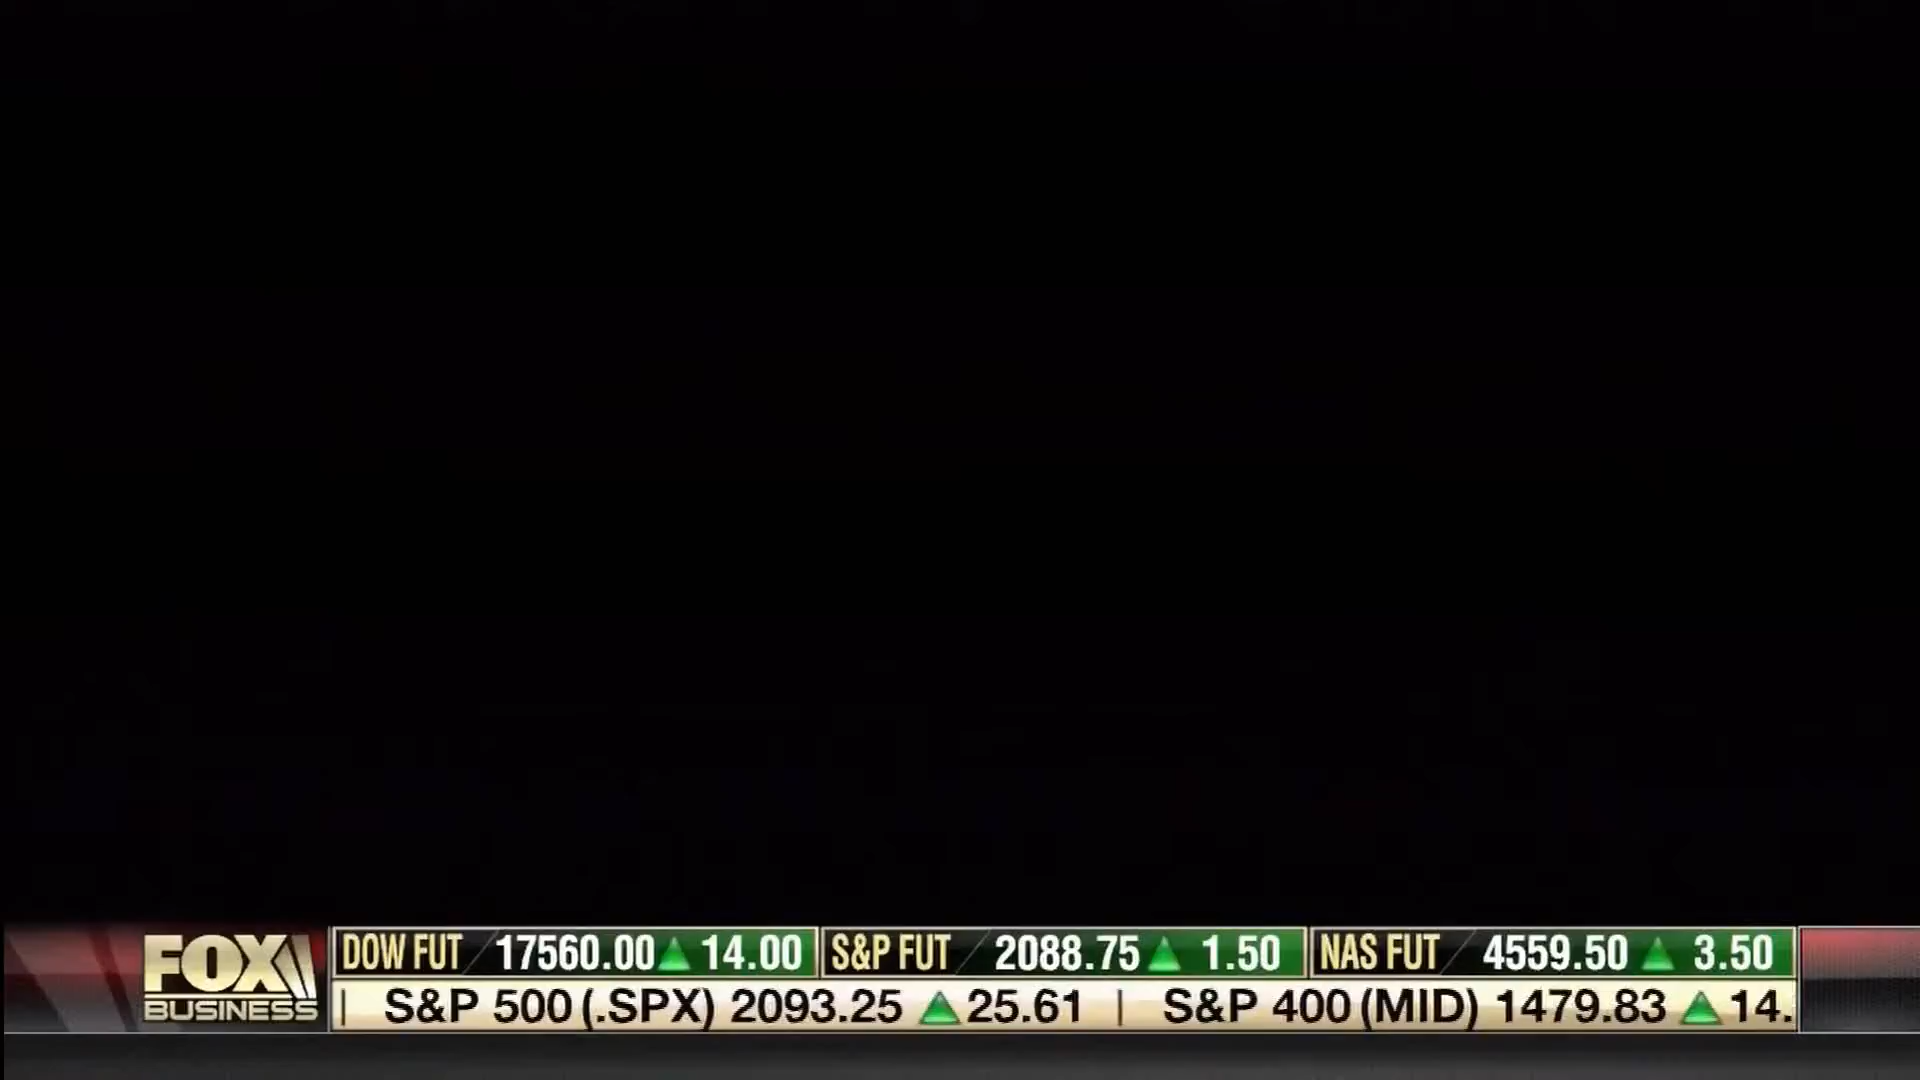 FOX BUSINESS
DOW FUT 17560.00 ▲ 14.00 S&P FUT 2088.75 ▲ 1.50 NAS FUT 4559.50 ▲ 3.50
| S&P 500 (.SPX) 2093.25 ▲ 25.61 | S&P 400 (MID) 1479.83 ▲ 14.